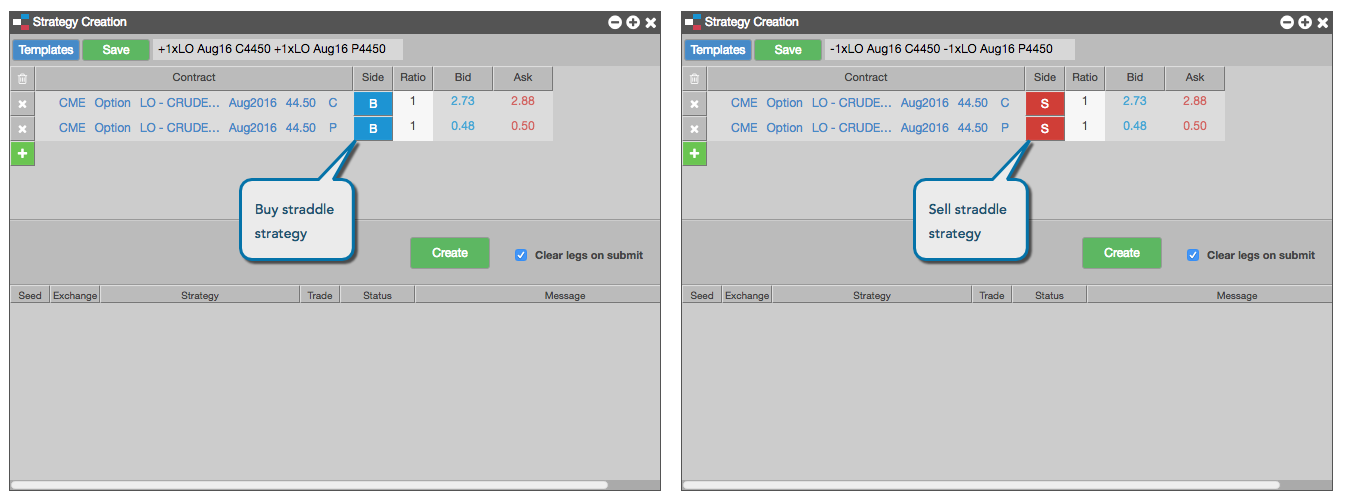 Strategy Creation
Templates Save +1xLO Aug16 C4450 +1xLO Aug16 P4450
Contract Side Ratio Bid Ask
CME Option LO - CRUDE... Aug2016 44.50 C B 1 2.73 2.88
CME Option LO - CRUDE... Aug2016 44.50 P B 1 0.48 0.50
Buy straddle
strategy
Create Clear legs on submit
Seed Exchange Strategy Trade Status Message
Strategy Creation
Templates Save -1xLO Aug16 C4450 -1xLO Aug16 P4450
Contract Side Ratio Bid Ask
CME Option LO - CRUDE... Aug2016 44.50 C S 1 2.73 2.88
CME Option LO - CRUDE... Aug2016 44.50 P S 1 0.48 0.50
Sell straddle
strategy
Create Clear legs on submit
Seed Exchange Strategy Trade Status Message